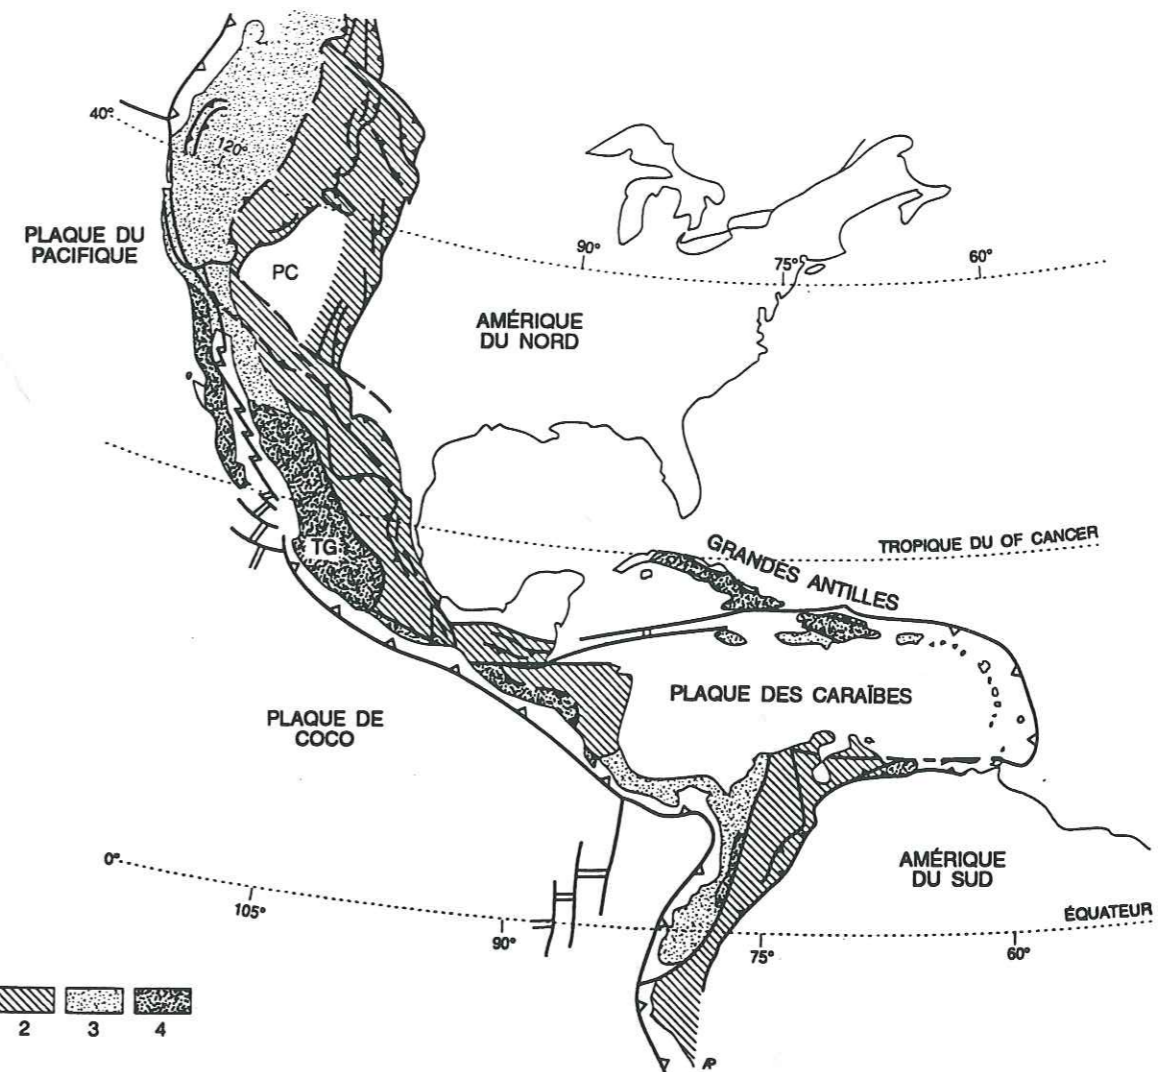 40°
120°
PLAQUE DU
PACIFIQUE
PC
90°
75°
60°
AMÉRIQUE
DU NORD
TG
TROPIQUE DU OF CANCER
GRANDES ANTILLES
PLAQUE DES CARAÏBES
PLAQUE DE
COCO
0°
105°
90°
75°
60°
AMÉRIQUE
DU SUD
ÉQUATEUR
2 3 4